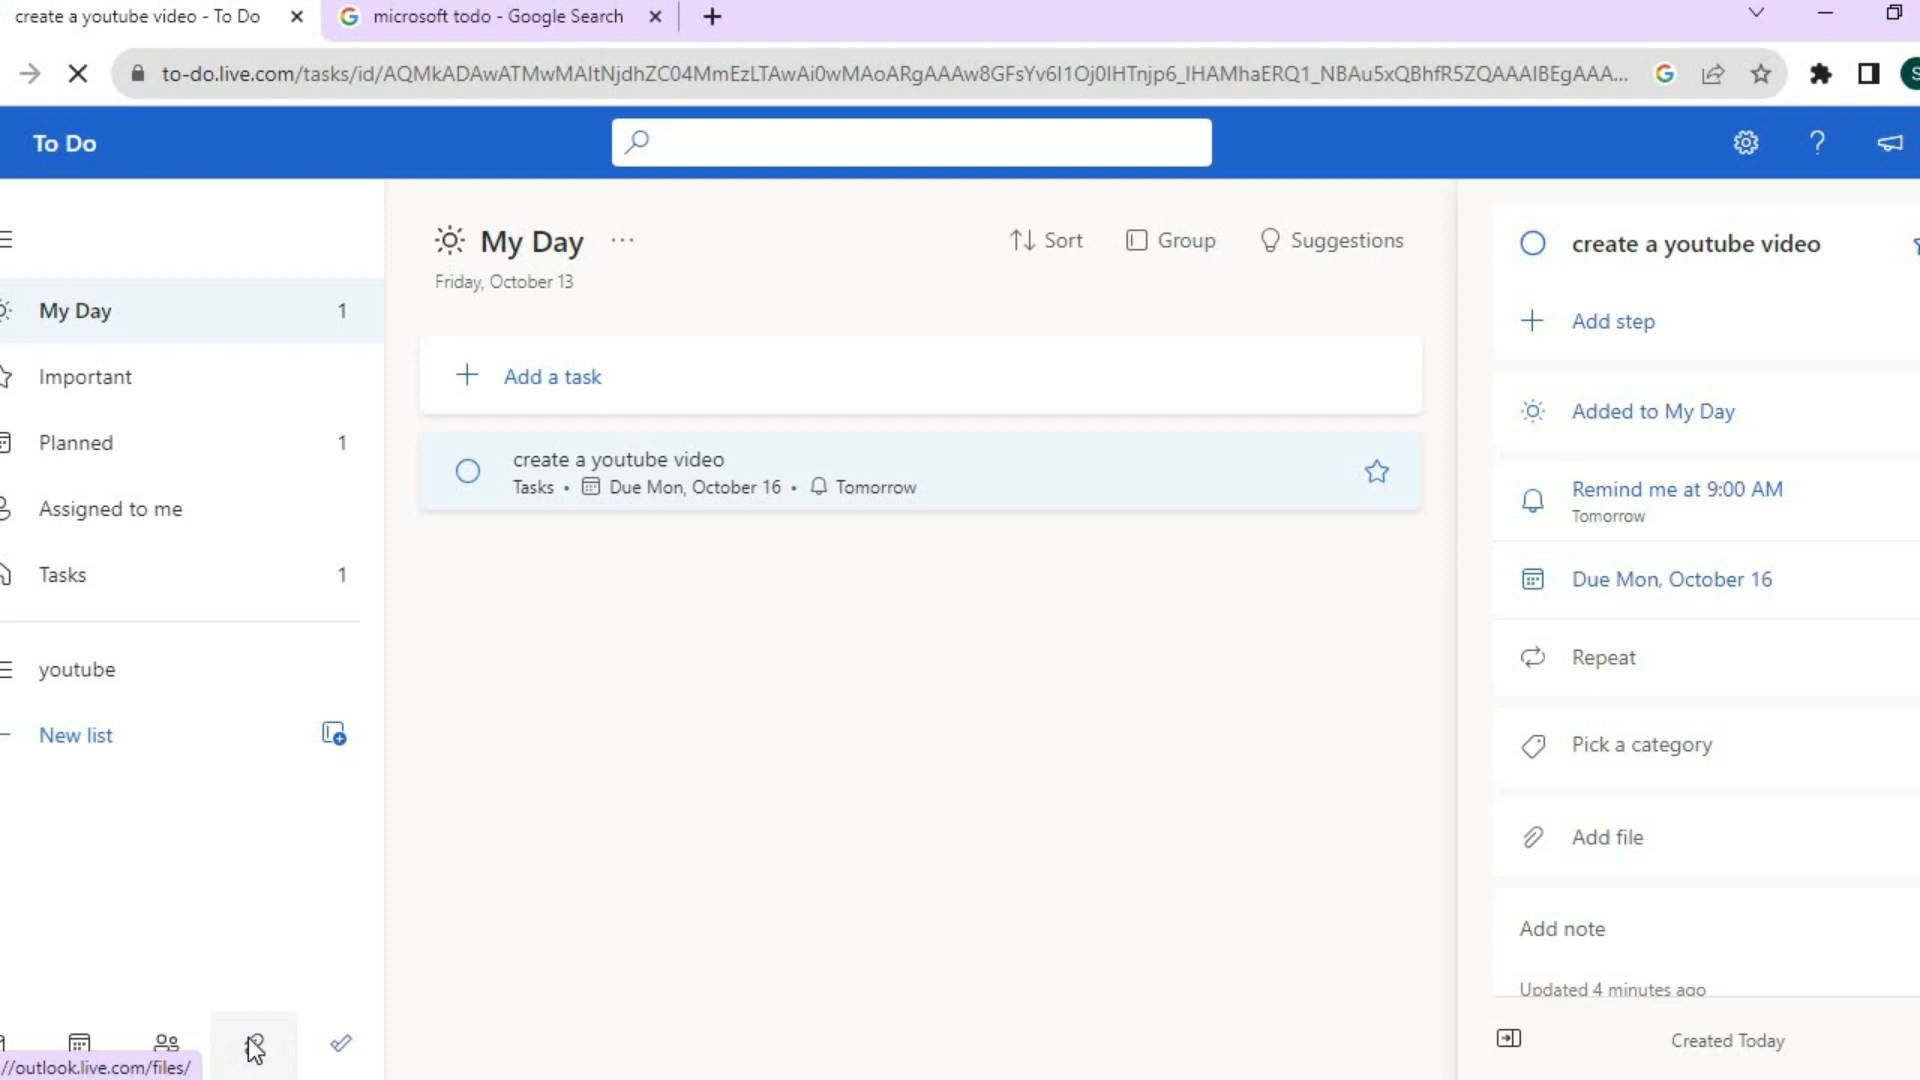 create a youtube video - To Do
microsoft todo - Google Search
to-do.live.com/tasks/id/AQMkADAwATMwMAItNjdhZC04MmEzLTAwAi0wMAoARgAAAw8GFsYv6I1Oj0IHTnjp6_IHAMhaERQ1_NBAu5xQBhfR5ZQAAAIBEgAAA...
To Do
My Day
Friday, October 13
Sort
Group
Suggestions
My Day 1
Important
Planned 1
Assigned to me
Tasks 1
youtube
New list
Add a task
create a youtube video
Tasks • Due Mon, October 16 • Tomorrow
create a youtube video
Add step
Added to My Day
Remind me at 9:00 AM
Tomorrow
Due Mon, October 16
Repeat
Pick a category
Add file
Add note
Updated 4 minutes ago
Created Today
//outlook.live.com/files/